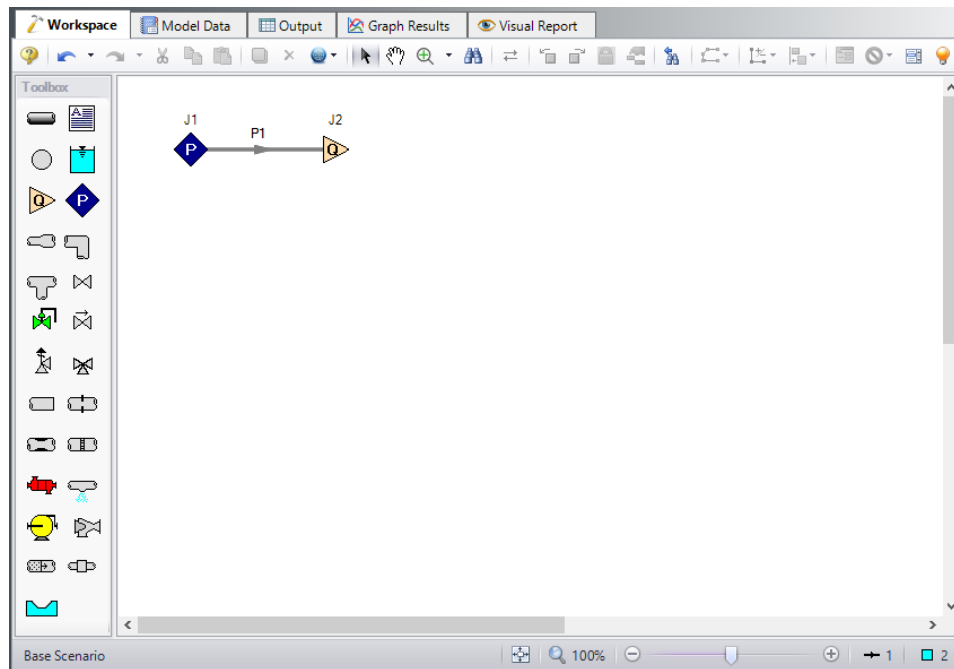 Workspace Model Data Output Graph Results Visual Report
Toolbox
A
J1 J2
P1
P Q
Q P
Base Scenario 100% 1 2